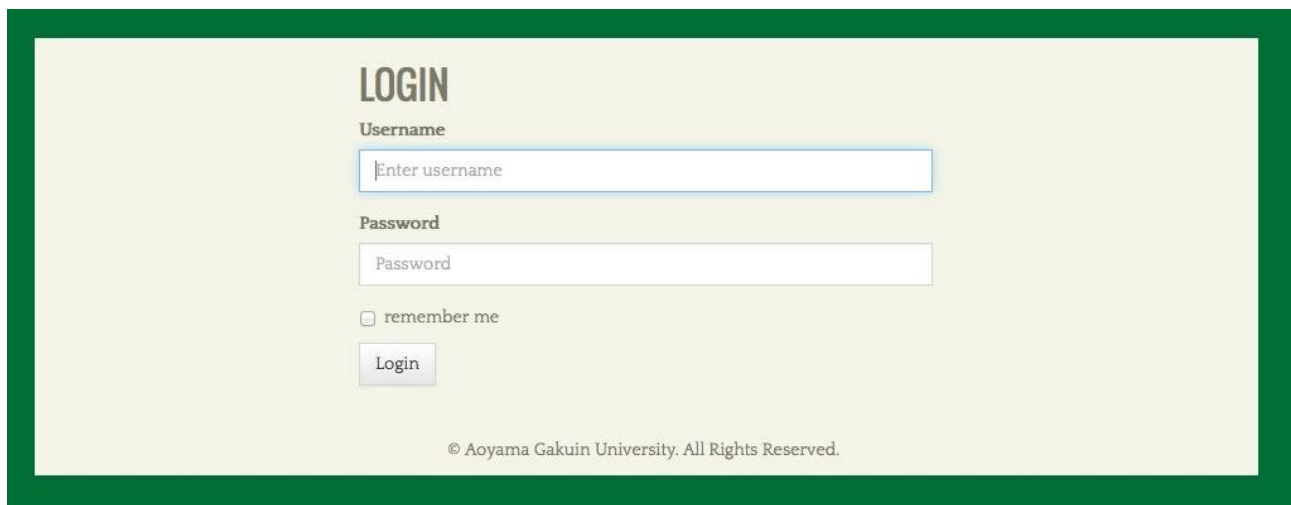 LOGIN
Username
Enter username
Password
Password
remember me
Login
© Aoyama Gakuin University. All Rights Reserved.